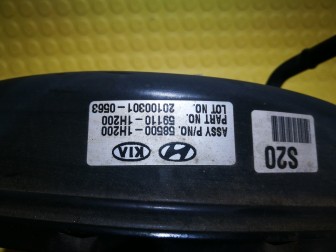 ASSY P/NO. 58500-1H200
PART NO. 59110-1H200
LOT NO. 20100301-0563
KIA
S20